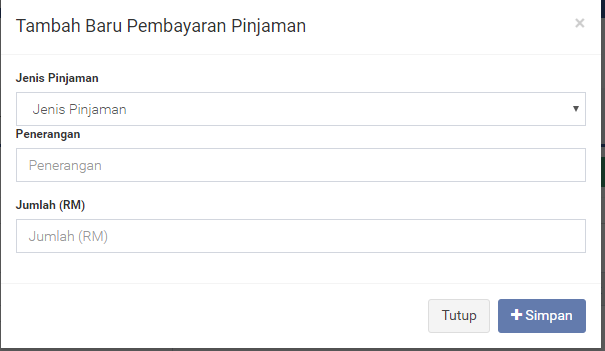 Tambah Baru Pembayaran Pinjaman ×
Jenis Pinjaman
Jenis Pinjaman
Penerangan
Penerangan
Jumlah (RM)
Jumlah (RM)
Tutup + Simpan